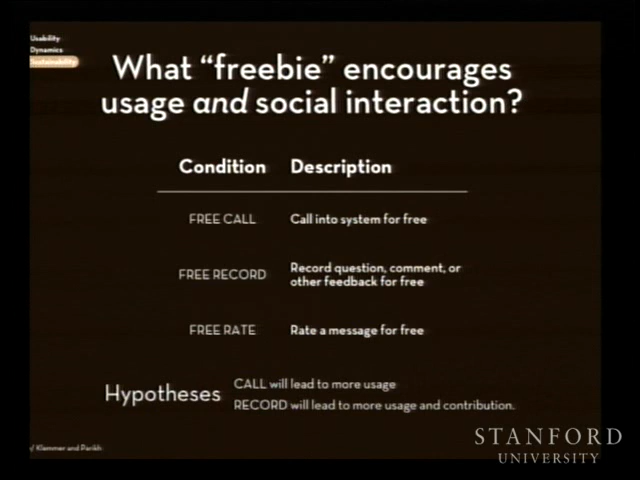 Usability
Dynamics
Sustainability
What “freebie” encourages
usage and social interaction?
Condition Description
FREE CALL Call into system for free
FREE RECORD Record question, comment, or
other feedback for free
FREE RATE Rate a message for free
Hypotheses CALL will lead to more usage
RECORD will lead to more usage and contribution.
w/ Klemmer and Parikh
STANFORD
UNIVERSITY